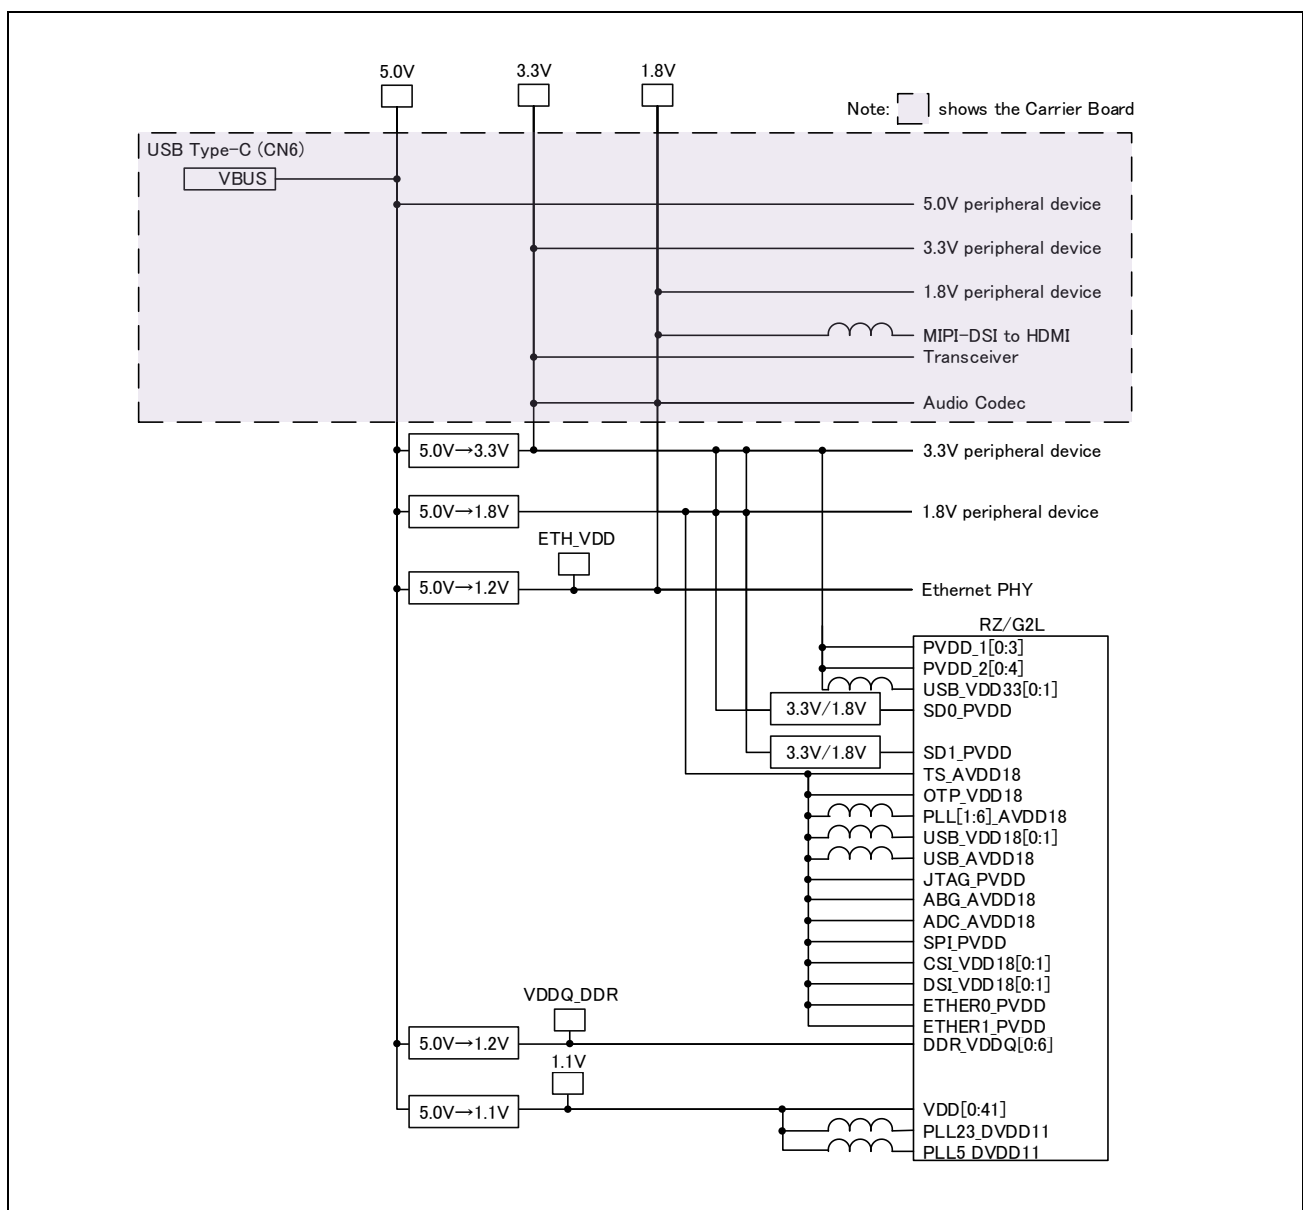 5.0V 3.3V 1.8V
Note: shows the Carrier Board
USB Type-C (CN6)
VBUS
5.0V peripheral device
3.3V peripheral device
1.8V peripheral device
MIPI-DSI to HDMI
Transceiver
Audio Codec
5.0V→3.3V 3.3V peripheral device
5.0V→1.8V 1.8V peripheral device
ETH_VDD
5.0V→1.2V Ethernet PHY
RZ/G2L
PVDD_1[0:3]
PVDD_2[0:4]
USB_VDD33[0:1]
3.3V/1.8V SD0_PVDD
3.3V/1.8V SD1_PVDD
TS_AVDD18
OTP_VDD18
PLL[1:6]_AVDD18
USB_VDD18[0:1]
USB_AVDD18
JTAG_PVDD
ABG_AVDD18
ADC_AVDD18
SPI_PVDD
CSI_VDD18[0:1]
DSI_VDD18[0:1]
VDDQ_DDR
ETHER0_PVDD
ETHER1_PVDD
5.0V→1.2V DDR_VDDQ[0:6]
1.1V
5.0V→1.1V VDD[0:41]
PLL23_DVDD11
PLL5_DVDD11